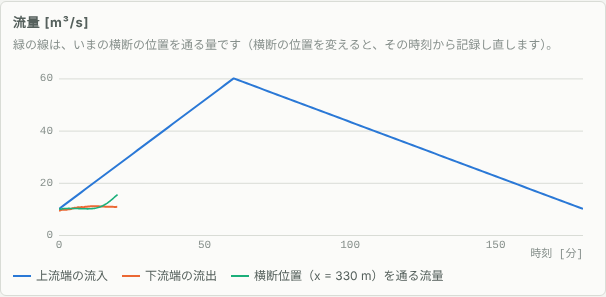 流量 [m³/s]
緑の線は、いまの横断の位置を通る量です（横断の位置を変えると、その時刻から記録し直します）。
60
40
20
0
0 50 100 150
時刻 [分]
上流端の流入 下流端の流出 横断位置（x = 330 m）を通る流量